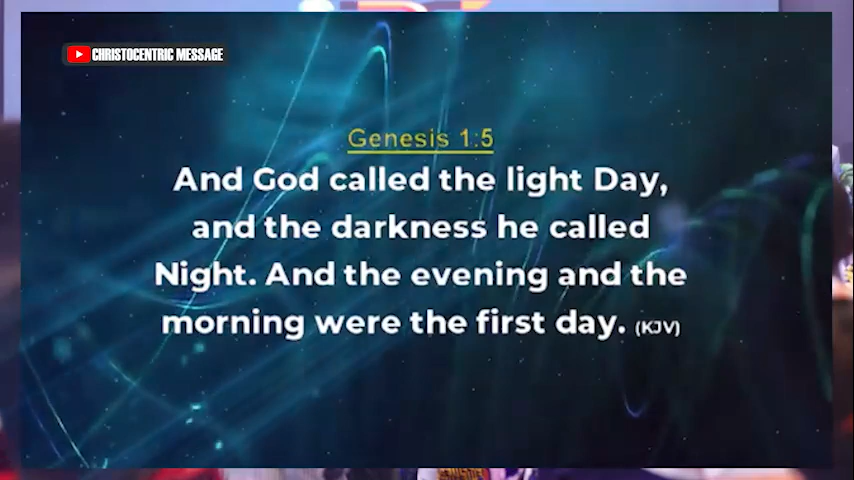 CHRISTOCENTRIC MESSAGE
Genesis 1:5
And God called the light Day,
and the darkness he called
Night. And the evening and the
morning were the first day. (KJV)